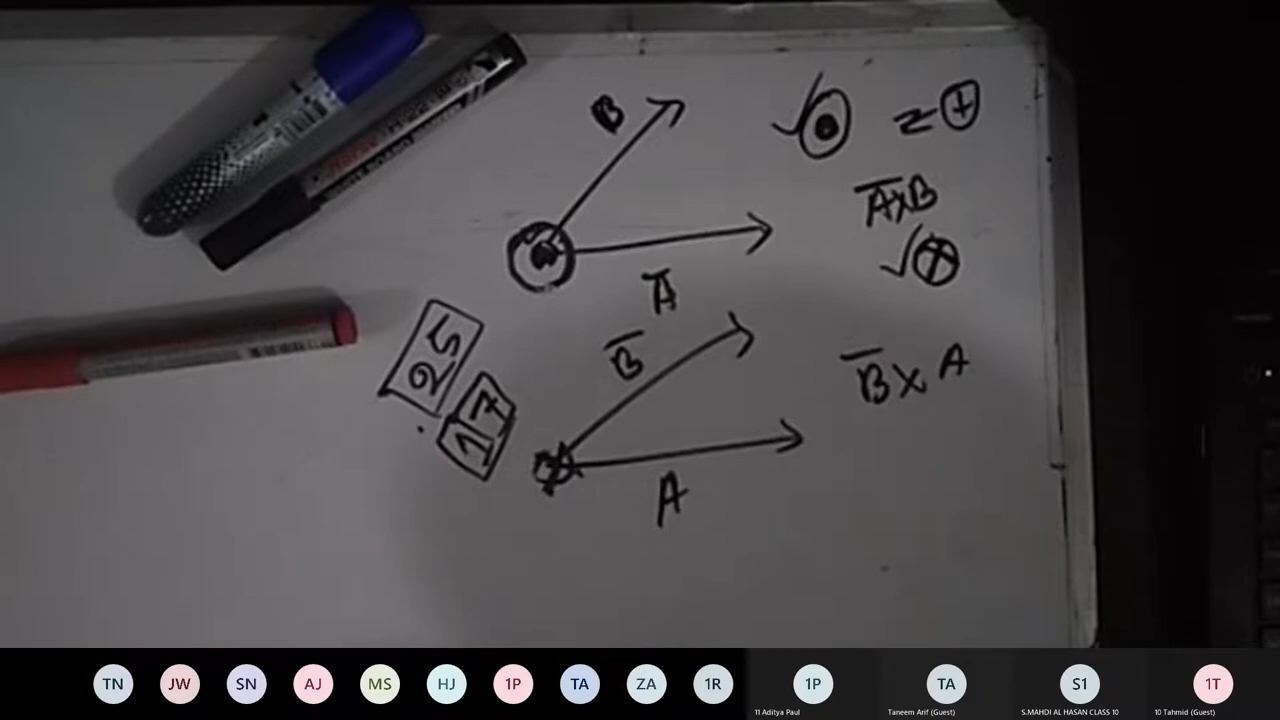 B
= +
A̅xB
A̅
25
B̅
B̅ x A
17
A
TN JW SN AJ MS HJ 1P TA ZA 1R 1P TA S1 1T
11 Aditya Paul Taneem Arif (Guest) S.MAHDI AL HASAN CLASS 10 10 Tahmid (Guest)